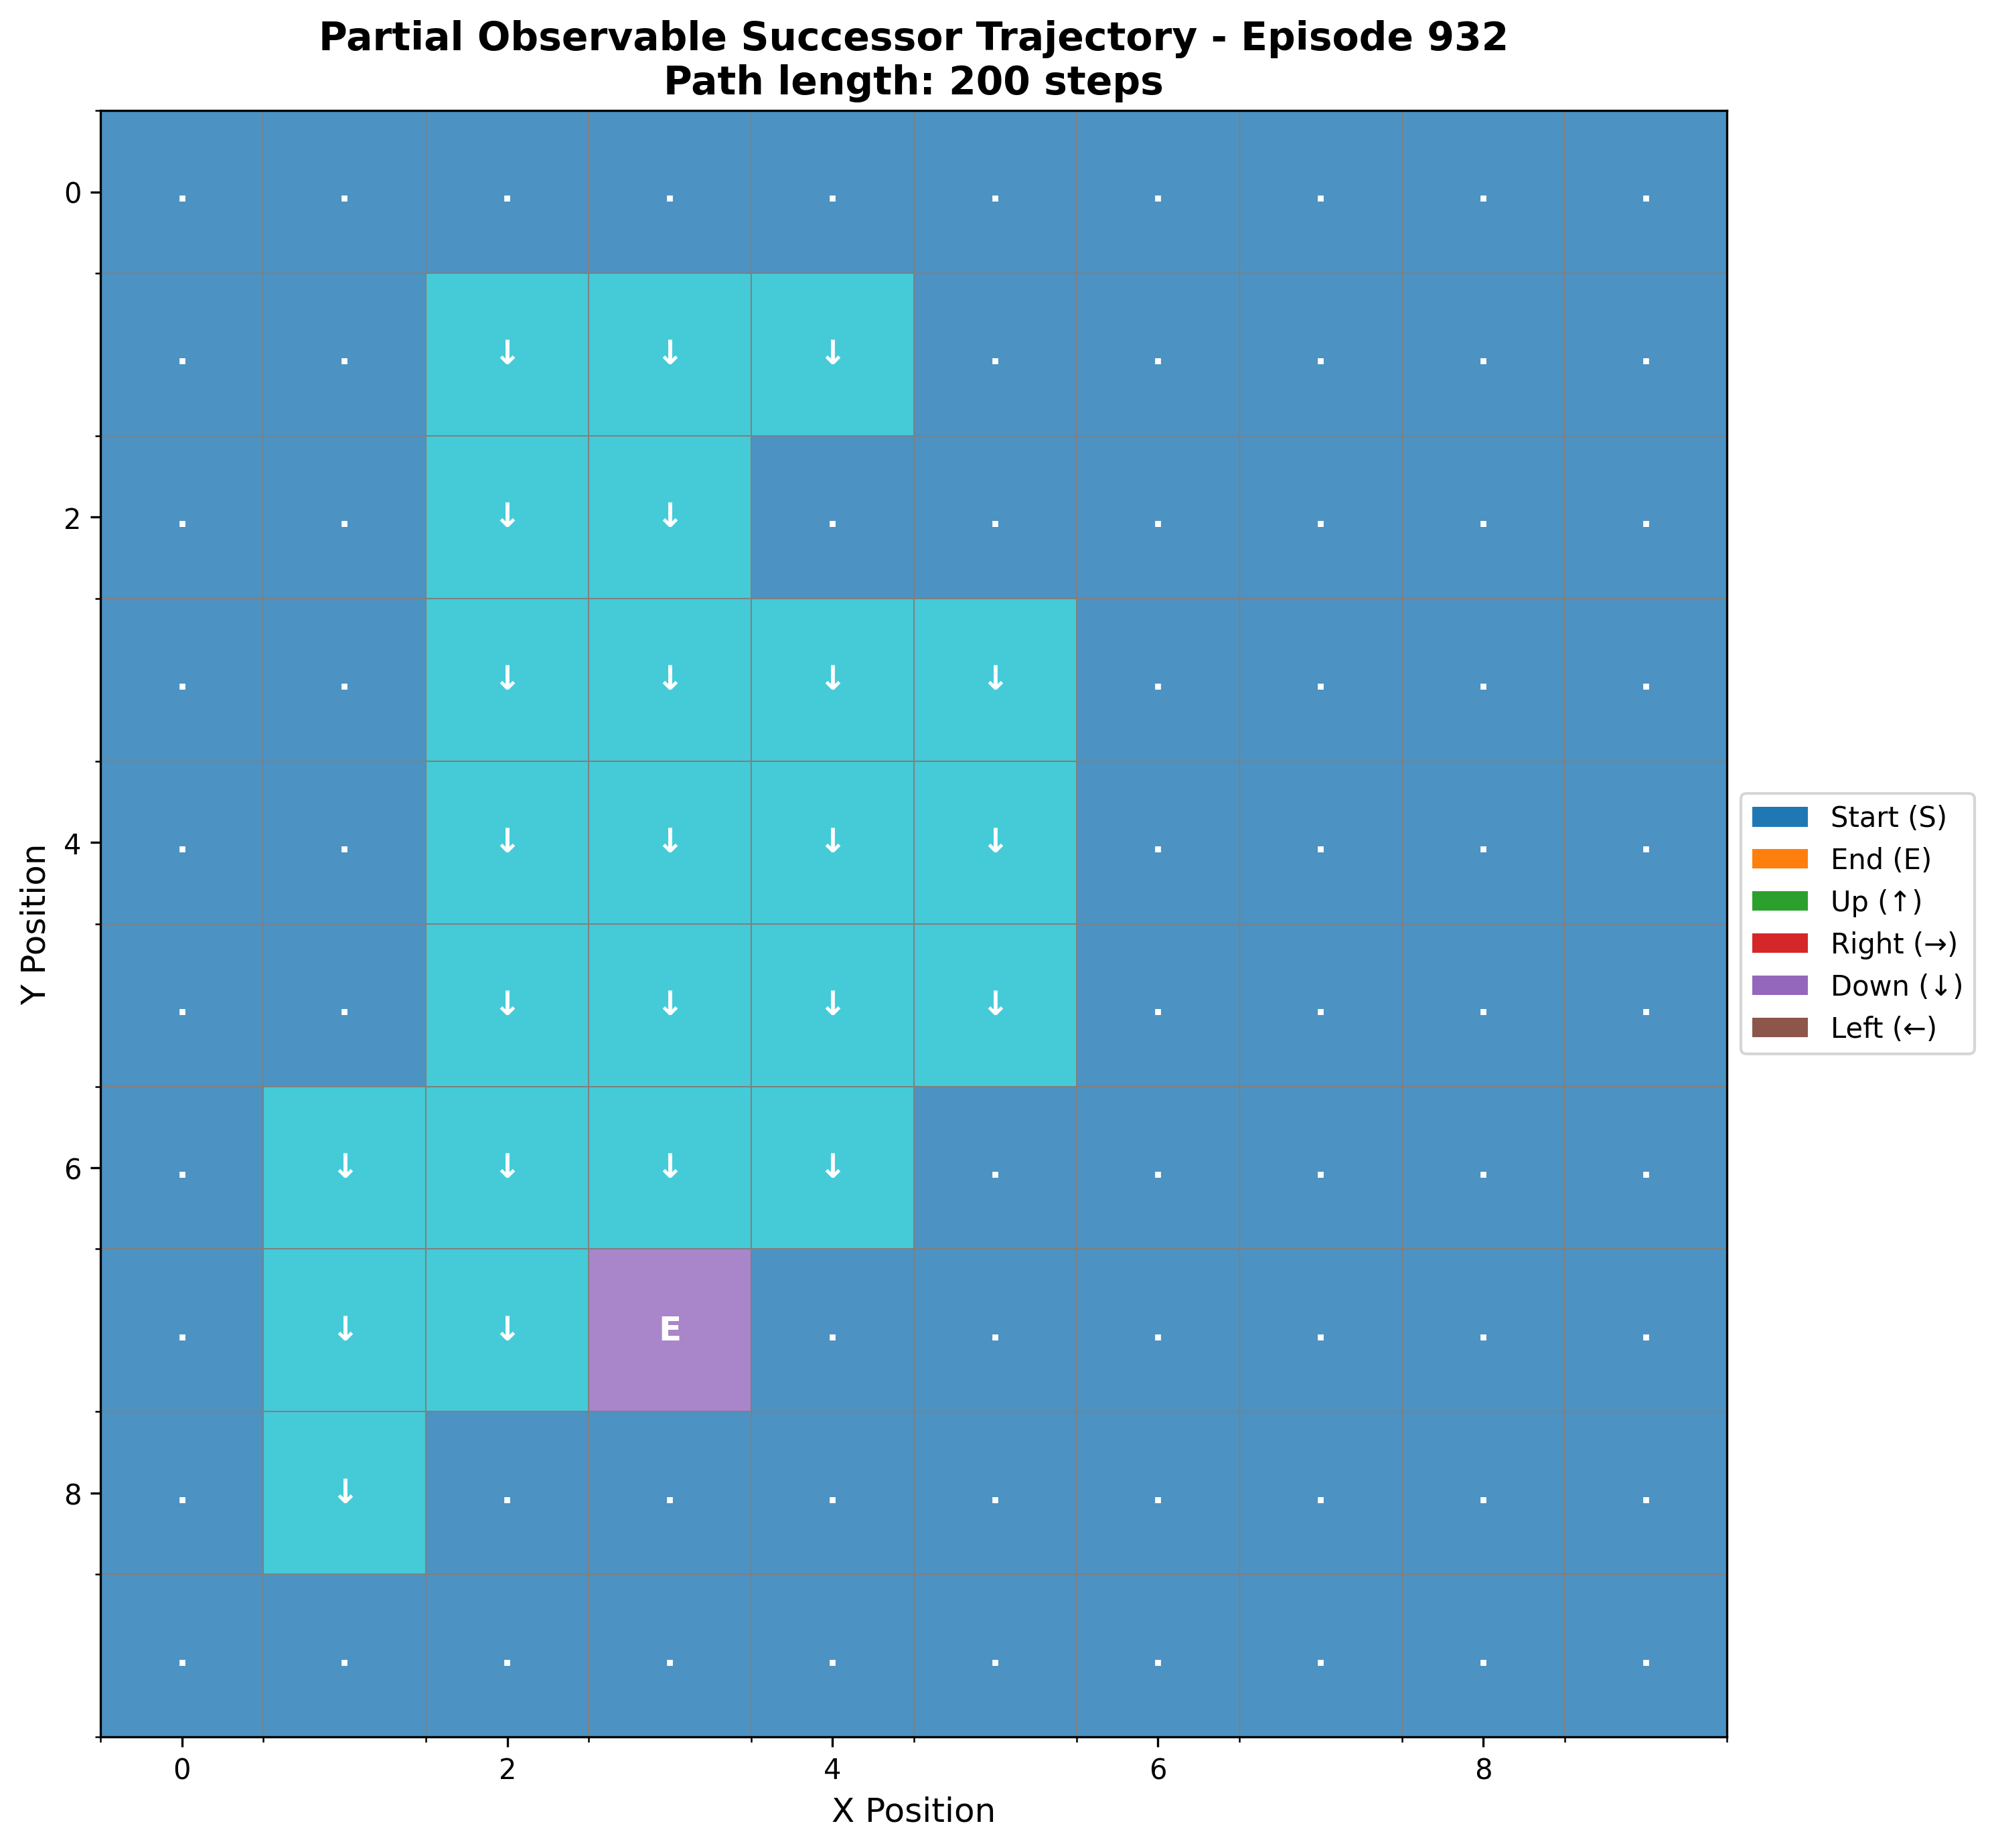 Partial Observable Successor Trajectory - Episode 932
Path length: 200 steps
0 . . . . . . . . . .
. . ↓ ↓ ↓ . . . . .
2 . . ↓ ↓ . . . . . .
. . ↓ ↓ ↓ ↓ . . . .
4 . . ↓ ↓ ↓ ↓ . . . .
. . ↓ ↓ ↓ ↓ . . . .
6 . ↓ ↓ ↓ ↓ . . . . .
. ↓ ↓ E . . . . . .
8 . ↓ . . . . . . . .
. . . . . . . . . .
0 2 4 6 8
X Position
Y Position
Start (S)
End (E)
Up (↑)
Right (→)
Down (↓)
Left (←)